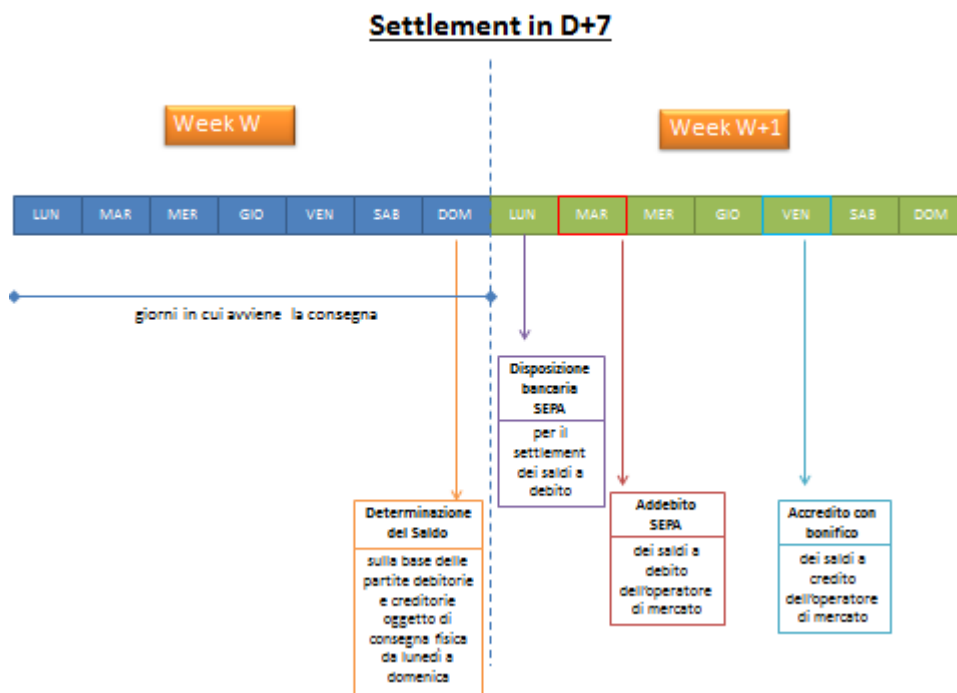 Settlement in D+7
Week W
Week W+1
LUN MAR MER GIO VEN SAB DOM LUN MAR MER GIO VEN SAB DOM
giorni in cui avviene la consegna
Disposizione
bancaria
SEPA
per il
settlement
dei saldi a
debito
Determinazione
del Saldo
sulla base delle
partite debitorie
e creditorie
oggetto di
consegna fisica
da lunedì a
domenica
Addebito
SEPA
dei saldi a
debito
dell'operatore
di mercato
Accredito con
bonifico
dei saldi a
credito
dell'operatore
di mercato